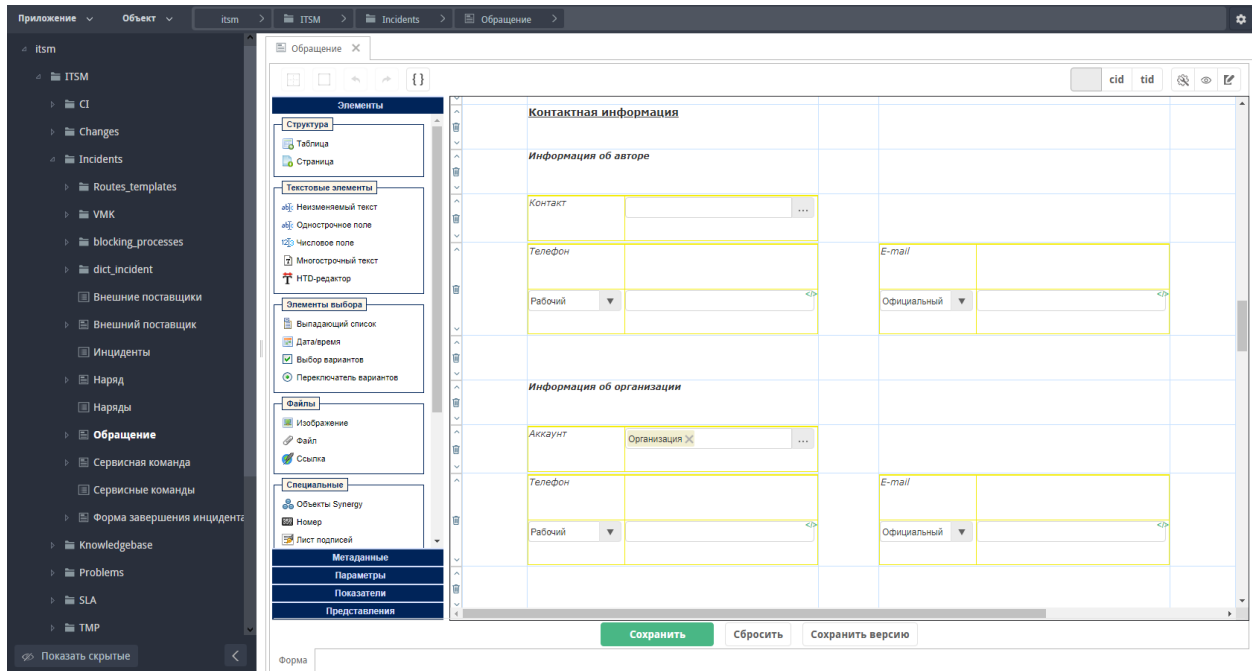 Приложение
Объект
itsm
ITSM
Incidents
Обращение
itsm
ITSM
CI
Changes
Incidents
Routes_templates
VMK
blocking_processes
dict_incident
Внешние поставщики
Внешний поставщик
Инциденты
Наряд
Наряды
Обращение
Сервисная команда
Сервисные команды
Форма завершения инцидента
Knowledgebase
Problems
SLA
TMP
Показать скрытые
Обращение
{ }
cid
tid
Элементы
Структура
Таблица
Страница
Текстовые элементы
Неизменяемый текст
Однострочное поле
Числовое поле
Многострочный текст
HTD-редактор
Элементы выбора
Выпадающий список
Дата/время
Выбор вариантов
Переключатель вариантов
Файлы
Изображение
Файл
Ссылка
Специальные
Объекты Synergy
Номер
Лист подписей
Метаданные
Параметры
Показатели
Представления
Контактная информация
Информация об авторе
Контакт
...
Телефон
E-mail
Рабочий
</>
Официальный
</>
Информация об организации
Аккаунт
Организация
...
Телефон
E-mail
Рабочий
</>
Официальный
</>
Сохранить
Сбросить
Сохранить версию
Форма